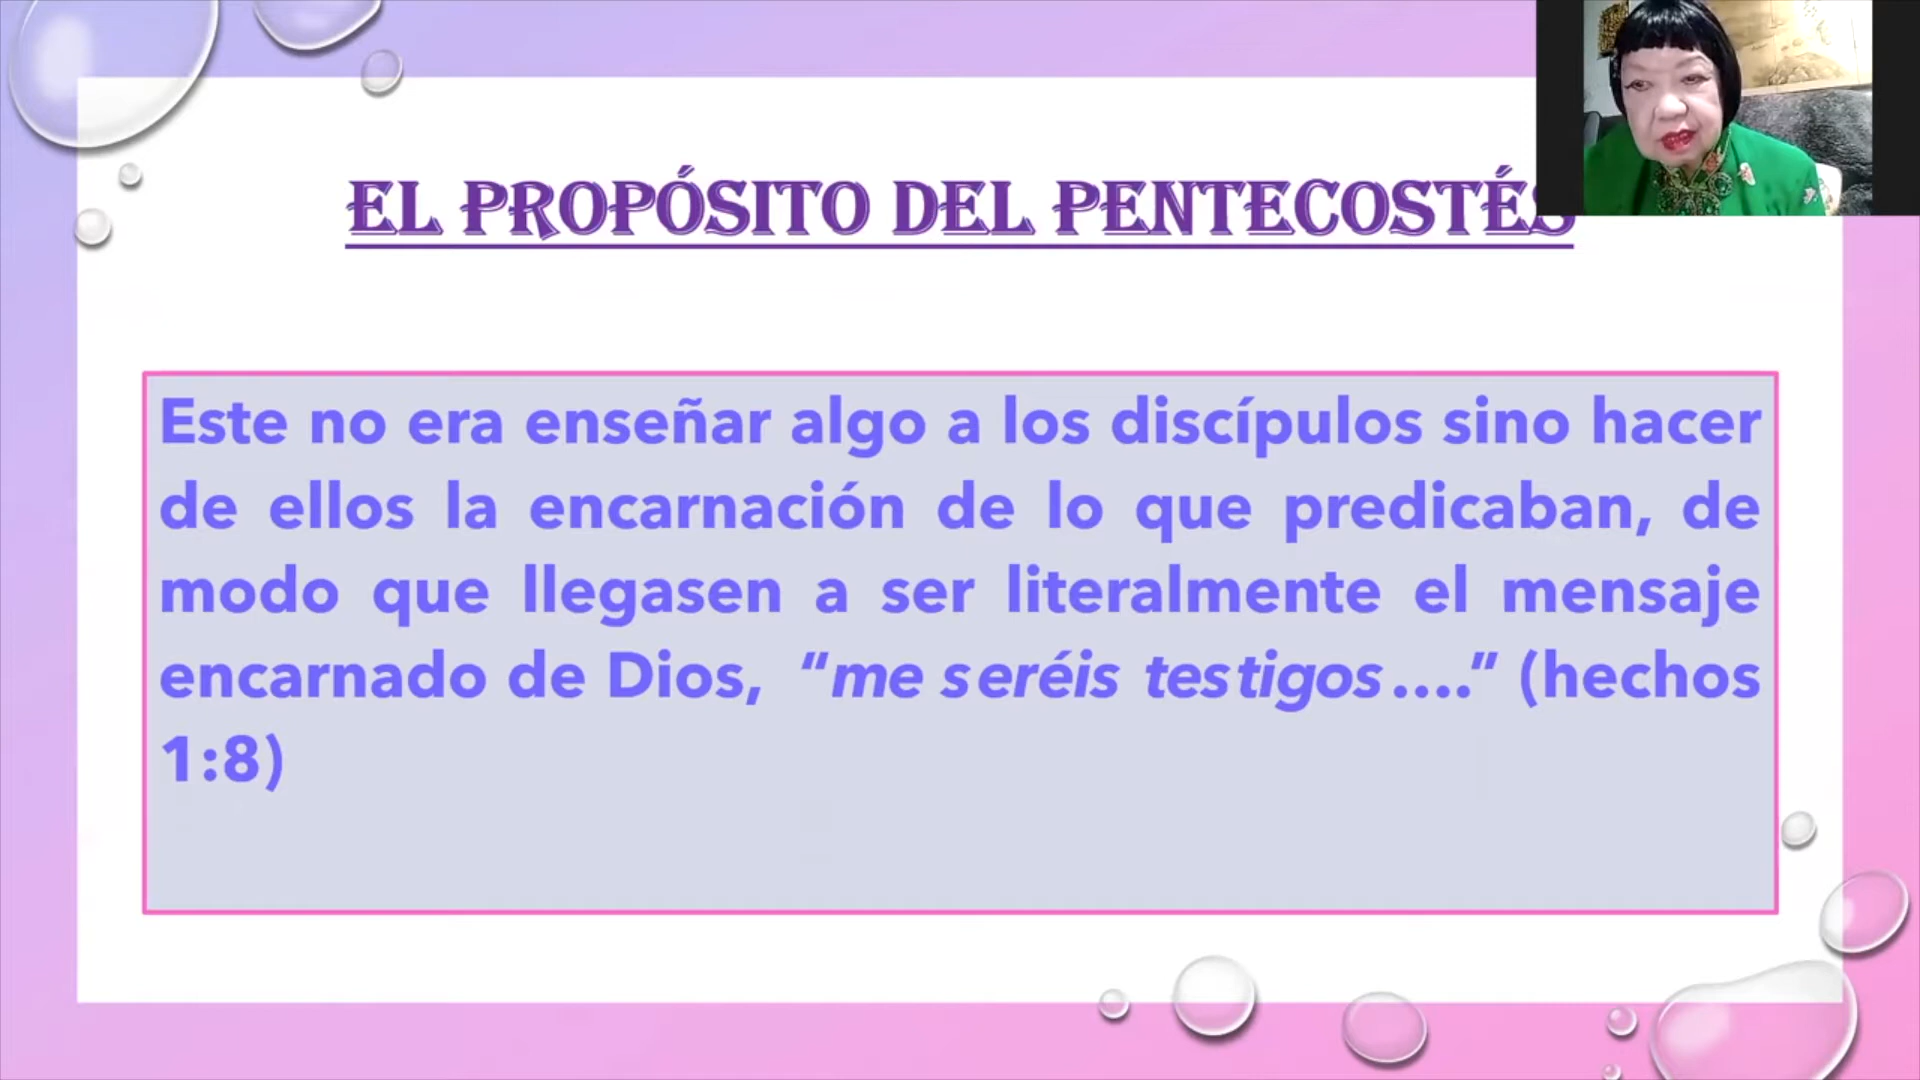 EL PROPÓSITO DEL PENTECOSTÉS
Este no era enseñar algo a los discípulos sino hacer
de ellos la encarnación de lo que predicaban, de
modo que llegasen a ser literalmente el mensaje
encarnado de Dios, “me seréis testigos....” (hechos
1:8)